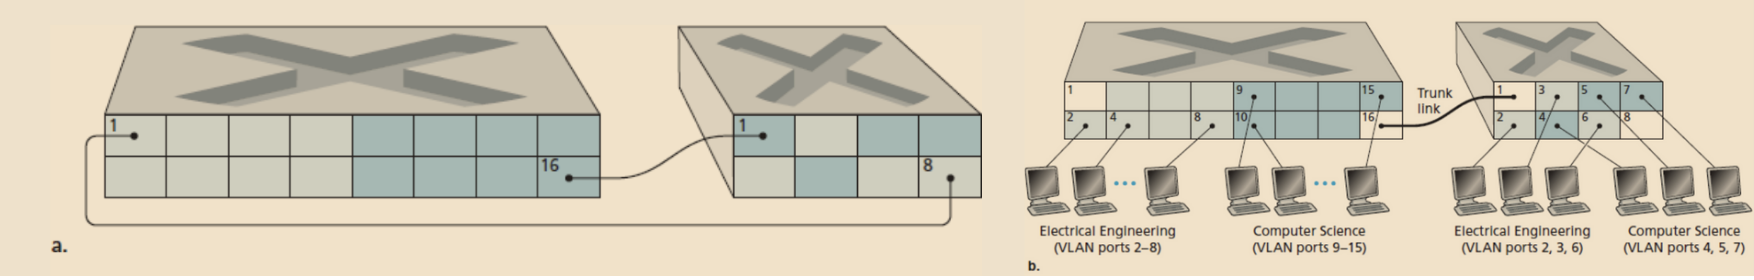 1
16
1
8
a.
1
9
15
2
4
8
10
16
Trunk
link
1
3
5
7
2
4
6
8
Electrical Engineering
(VLAN ports 2–8)
Computer Science
(VLAN ports 9–15)
Electrical Engineering
(VLAN ports 2, 3, 6)
Computer Science
(VLAN ports 4, 5, 7)
b.